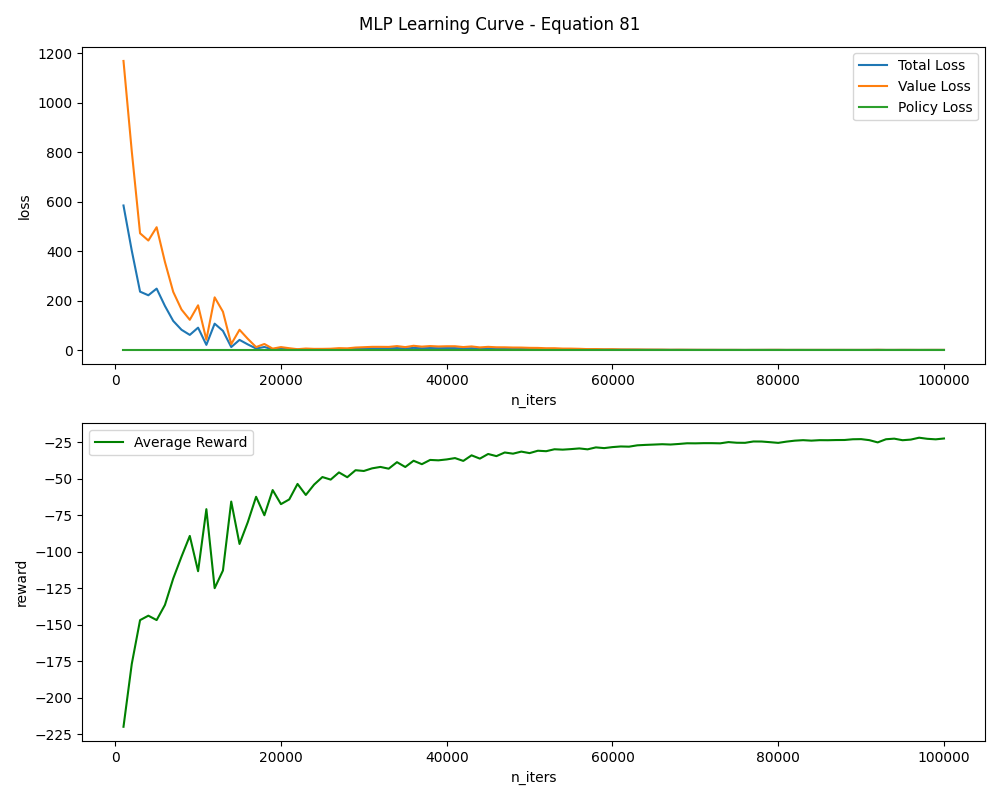 MLP Learning Curve - Equation 81
1200
1000
800
600
400
200
0
loss
Total Loss
Value Loss
Policy Loss
0 20000 40000 60000 80000 100000
n_iters
−25
−50
−75
−100
−125
−150
−175
−200
−225
reward
Average Reward
0 20000 40000 60000 80000 100000
n_iters